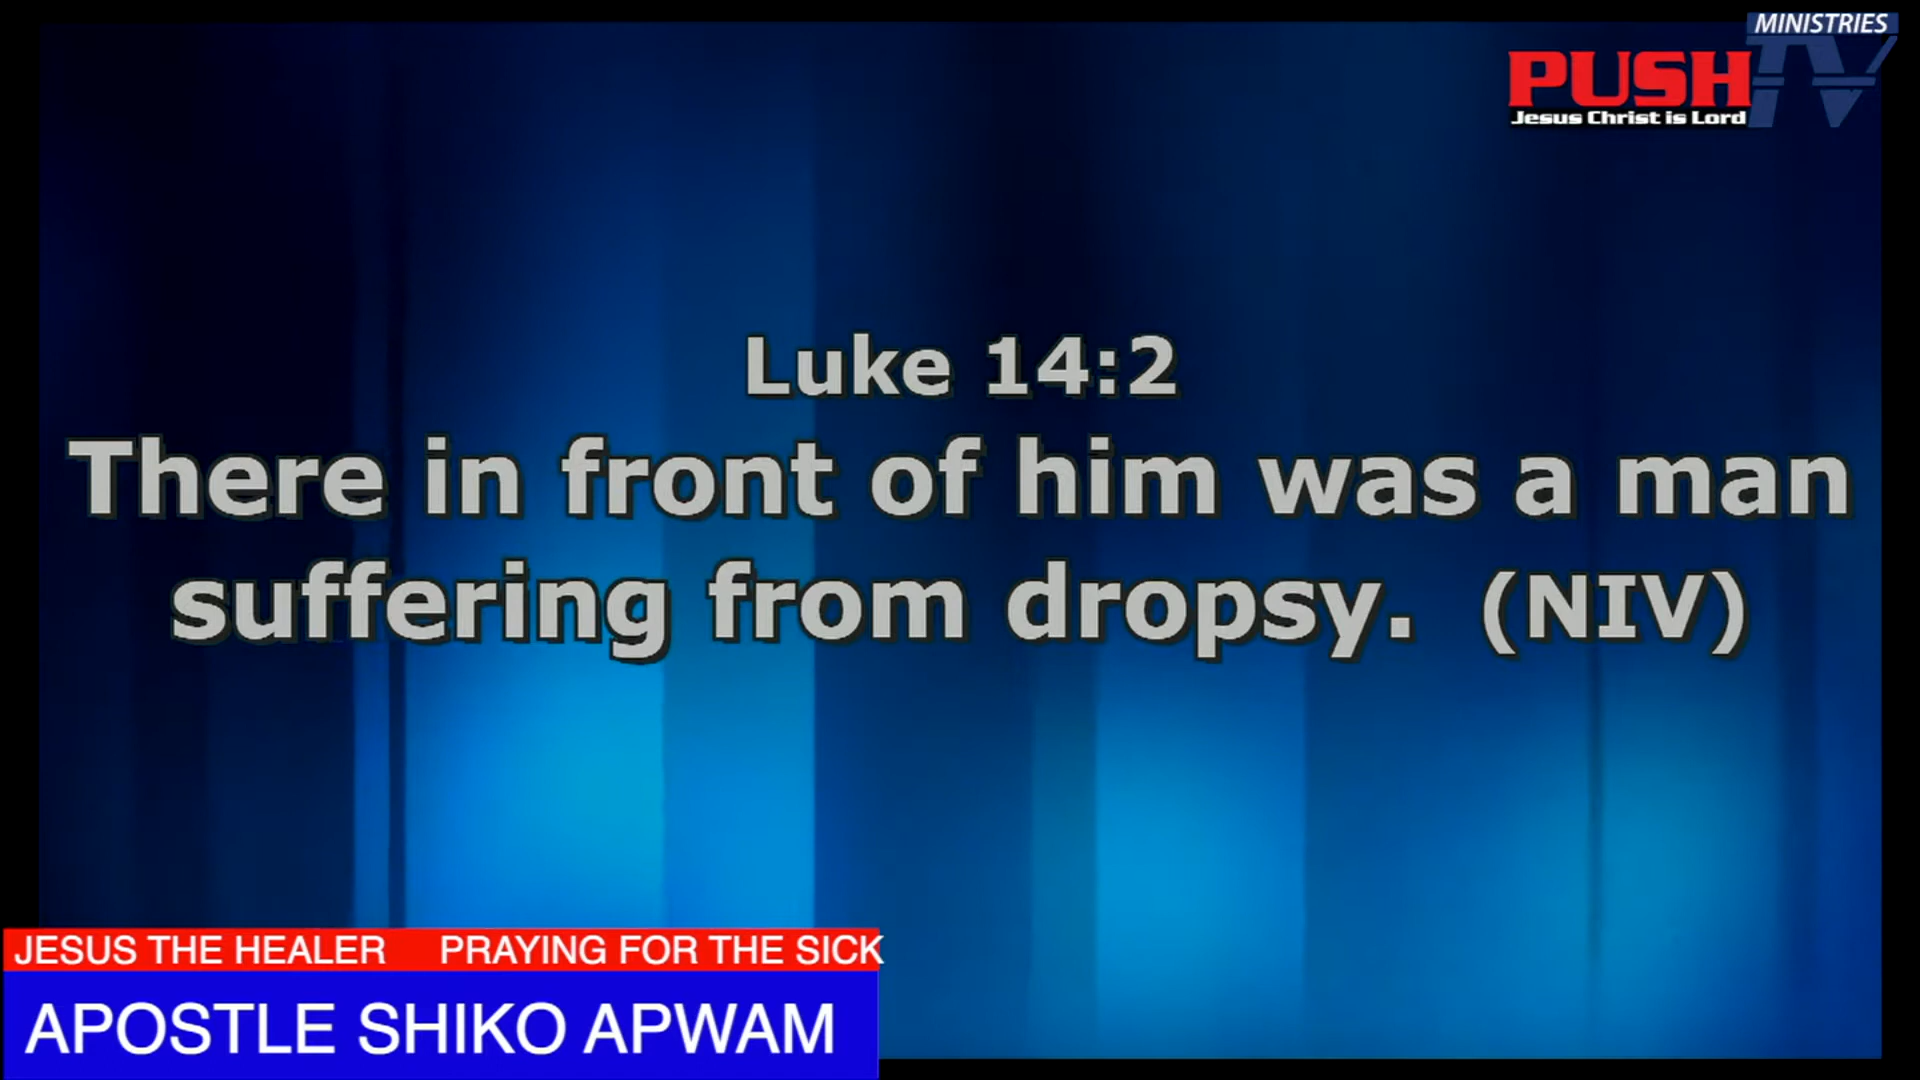 MINISTRIES
PUSH TV
Jesus Christ is Lord
Luke 14:2
There in front of him was a man
suffering from dropsy. (NIV)
JESUS THE HEALER PRAYING FOR THE SICK
APOSTLE SHIKO APWAM